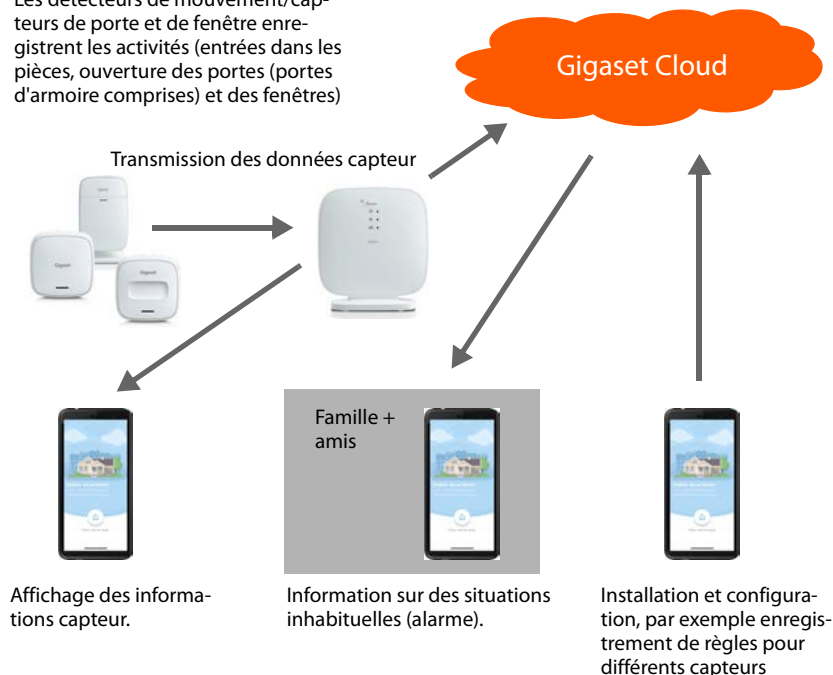 Les détecteurs de mouvement/cap-
teurs de porte et de fenêtre enre-
gistrent les activités (entrées dans les
pièces, ouverture des portes (portes
d'armoire comprises) et des fenêtres)
Gigaset Cloud
Transmission des données capteur
Gigaset
Gigaset
Famille +
amis
Affichage des informa-
tions capteur.
Information sur des situations
inhabituelles (alarme).
Installation et configura-
tion, par exemple enregis-
trement de règles pour
différents capteurs